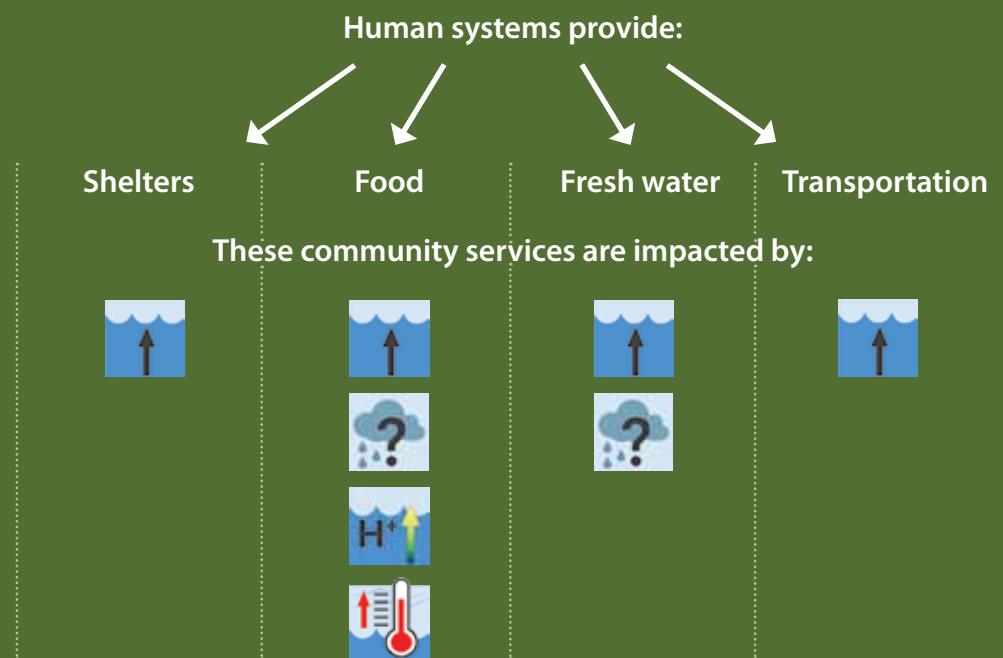 Human systems provide:
Shelters Food Fresh water Transportation
These community services are impacted by:
?
?
H+